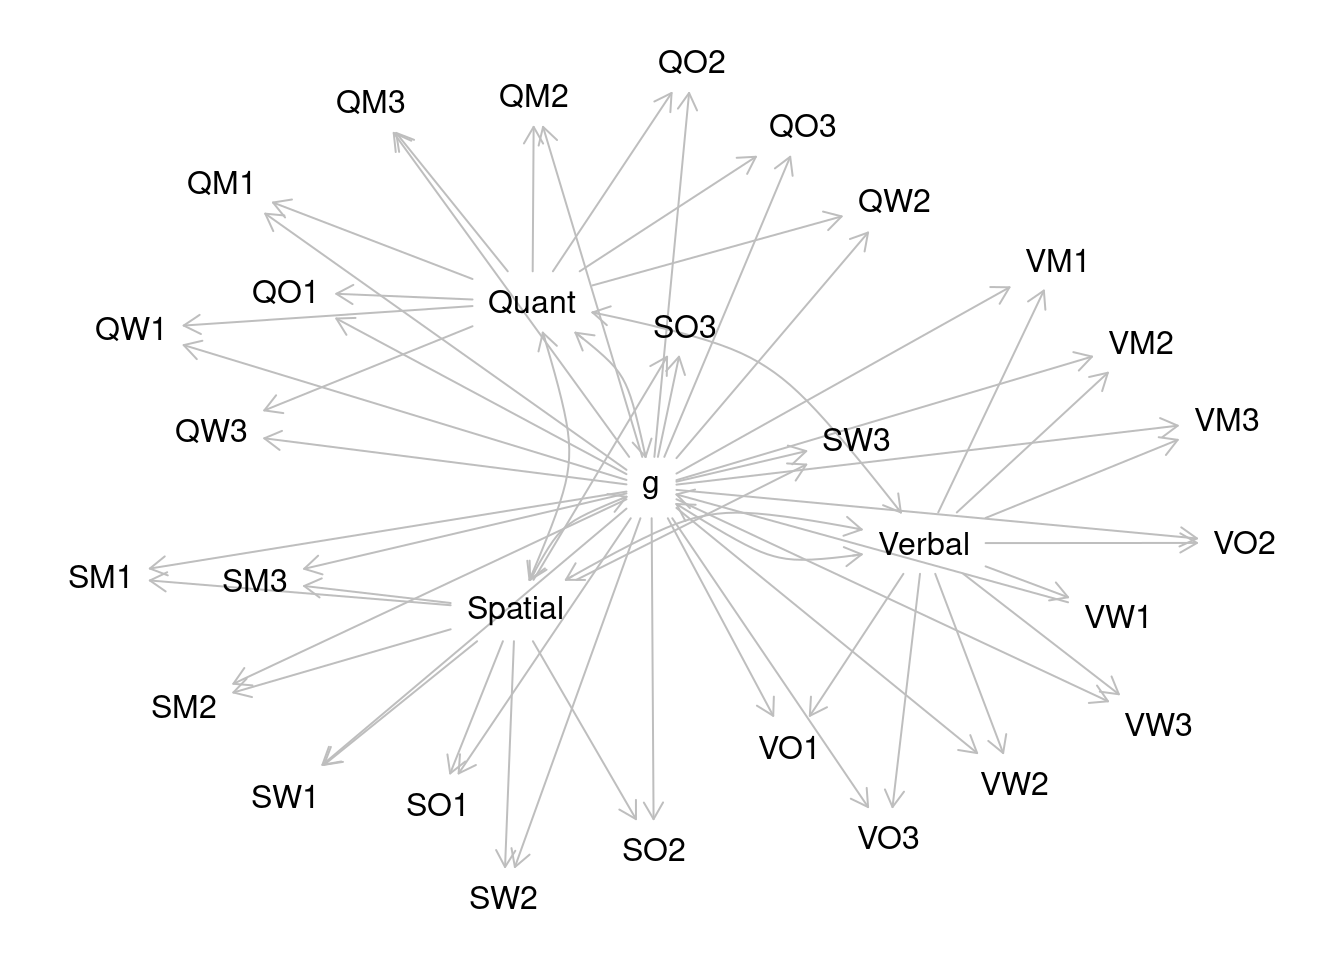 QO2
QM2
QM3
QO3
QM1
QW2
VM1
QO1
Quant
SO3
QW1
VM2
VM3
QW3
SW3
g
Verbal
VO2
SM1
SM3
Spatial
VW1
SM2
VW3
VO1
VW2
SW1
SO1
VO3
SO2
SW2